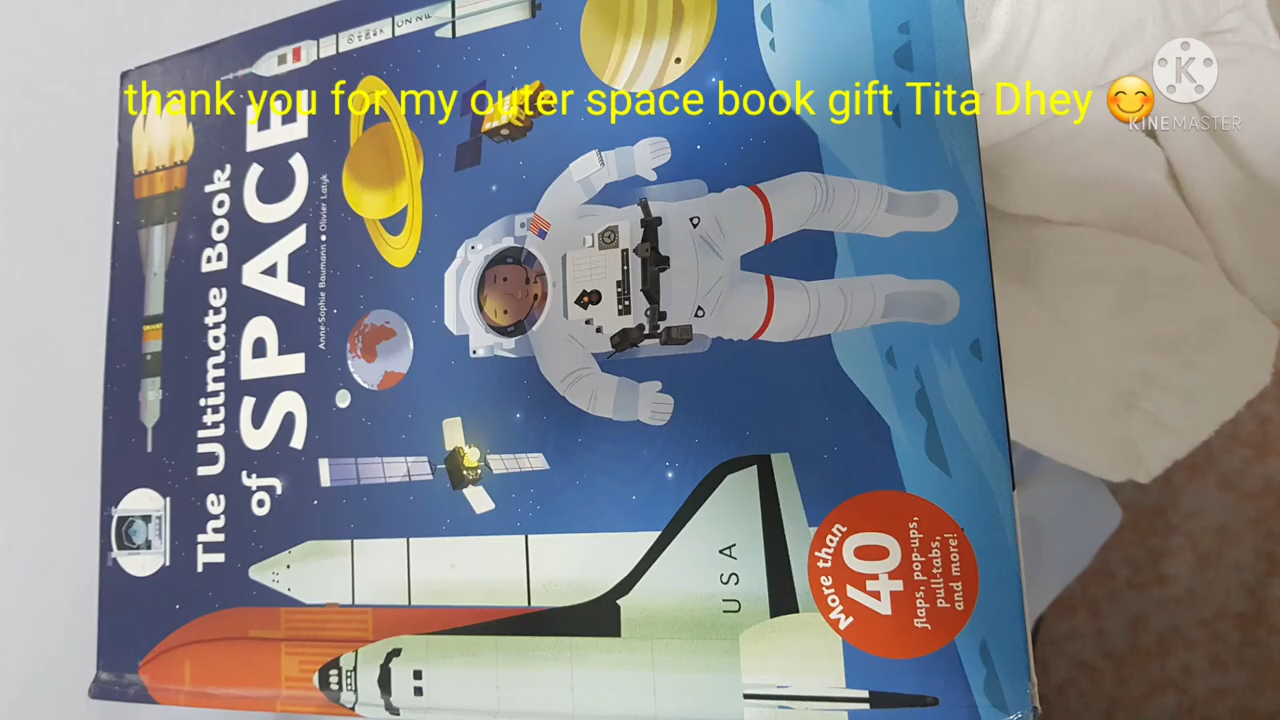 thank you for my outer space book gift Tita Dhey 😊
K
KINEMASTER
The Ultimate Book
of SPACE
Anne-Sophie Baumann ● Olivier Latyk
USA
More than
40
flaps, pop-ups,
pull-tabs,
and more!